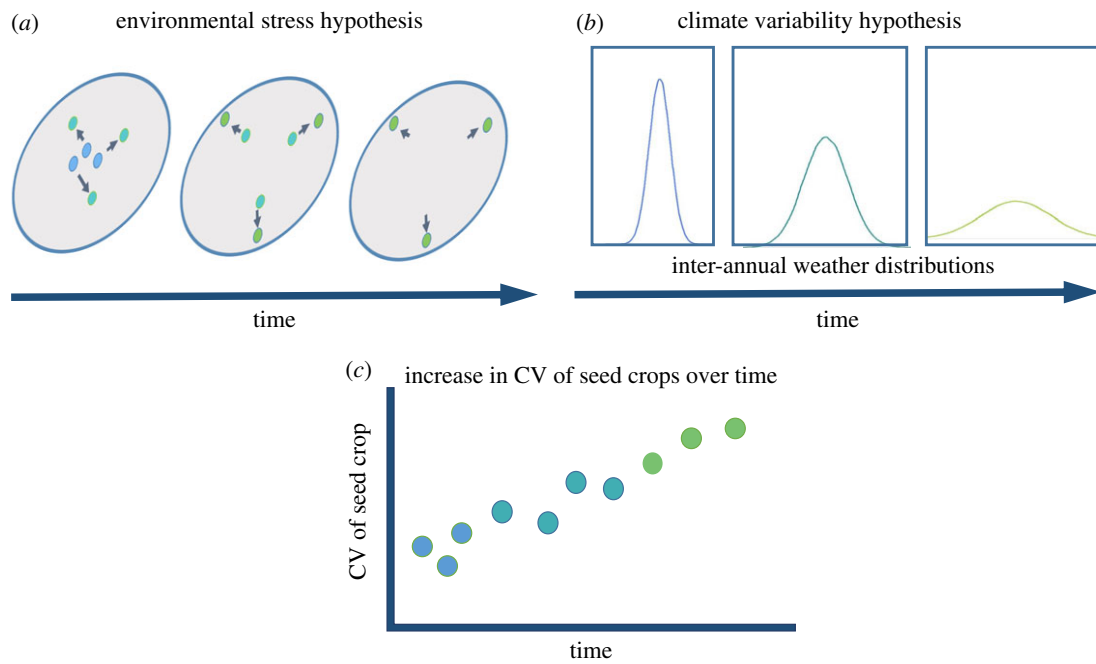 (a) environmental stress hypothesis
(b) climate variability hypothesis
inter-annual weather distributions
time
time
(c) increase in CV of seed crops over time
CV of seed crop
time